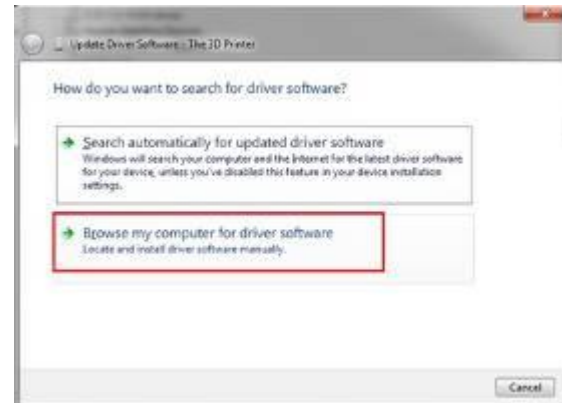 Update Driver Software - The 3D Printer
How do you want to search for driver software?
Search automatically for updated driver software
Windows will search your computer and the Internet for the latest driver software
for your device, unless you've disabled this feature in your device installation
settings.
Browse my computer for driver software
Locate and install driver software manually.
Cancel